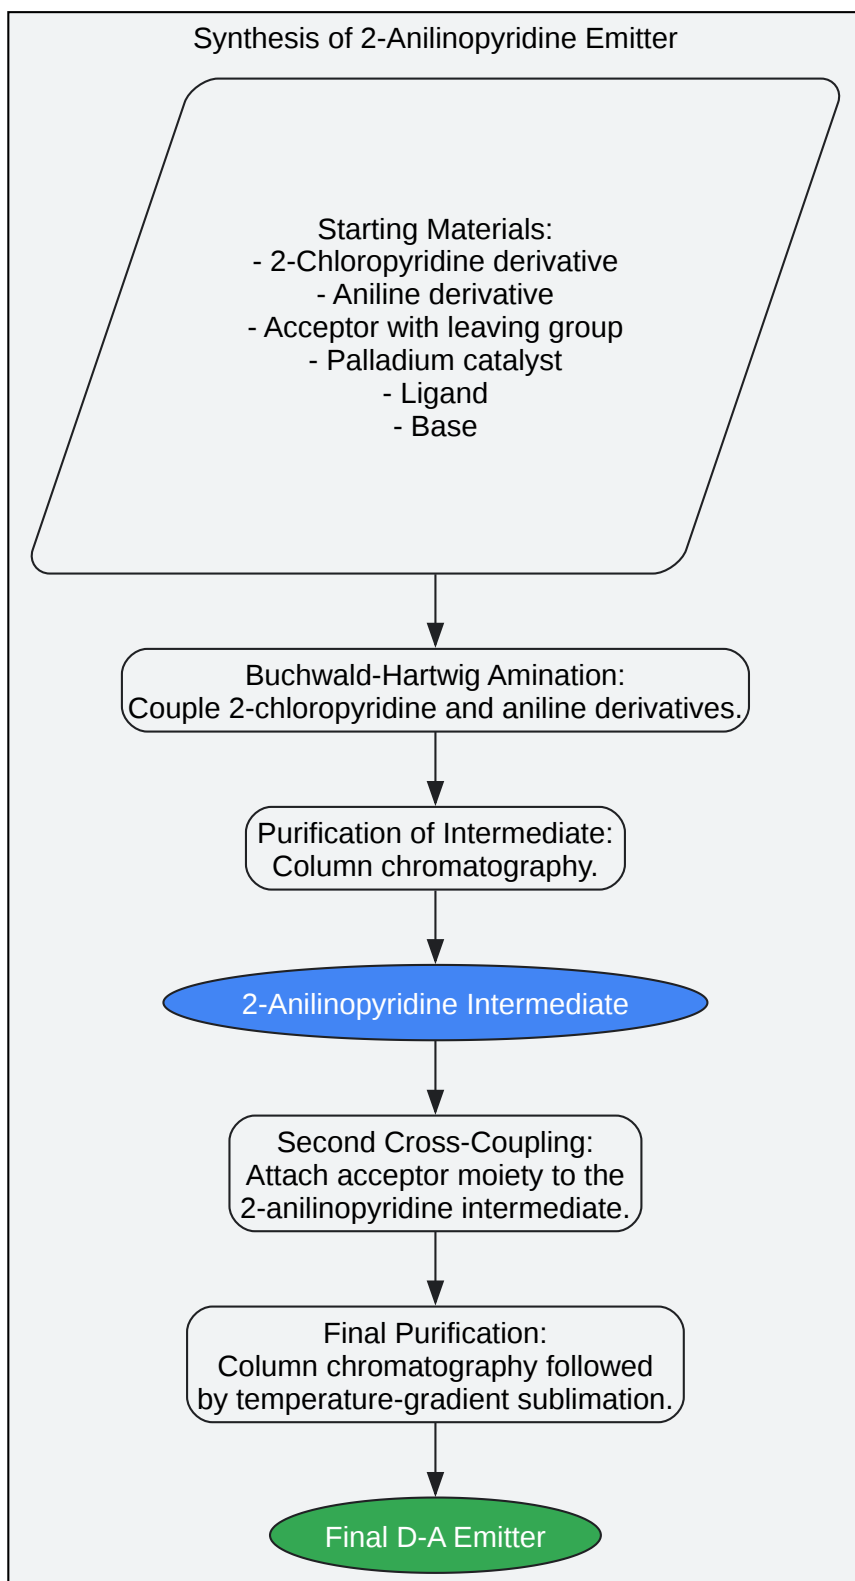 Synthesis of 2-Anilinopyridine Emitter
Starting Materials:
- 2-Chloropyridine derivative
- Aniline derivative
- Acceptor with leaving group
- Palladium catalyst
- Ligand
- Base
Buchwald-Hartwig Amination:
Couple 2-chloropyridine and aniline derivatives.
Purification of Intermediate:
Column chromatography.
2-Anilinopyridine Intermediate
Second Cross-Coupling:
Attach acceptor moiety to the
2-anilinopyridine intermediate.
Final Purification:
Column chromatography followed
by temperature-gradient sublimation.
Final D-A Emitter